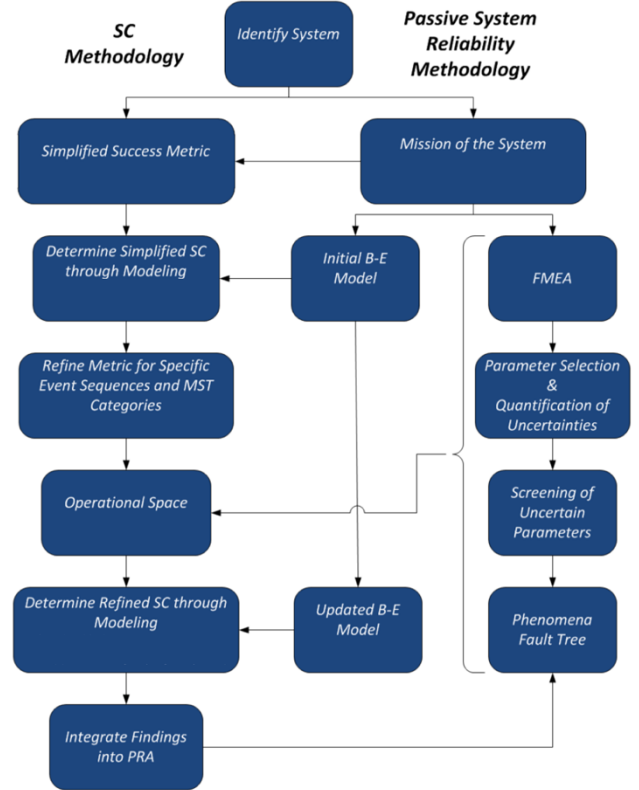 SC
Methodology
Identify System
Passive System
Reliability
Methodology
Simplified Success Metric
Mission of the System
Determine Simplified SC
through Modeling
Initial B-E
Model
FMEA
Refine Metric for Specific
Event Sequences and MST
Categories
Parameter Selection
&
Quantification of
Uncertainties
Operational Space
Screening of
Uncertain
Parameters
Determine Refined SC through
Modeling
Updated B-E
Model
Phenomena
Fault Tree
Integrate Findings
into PRA